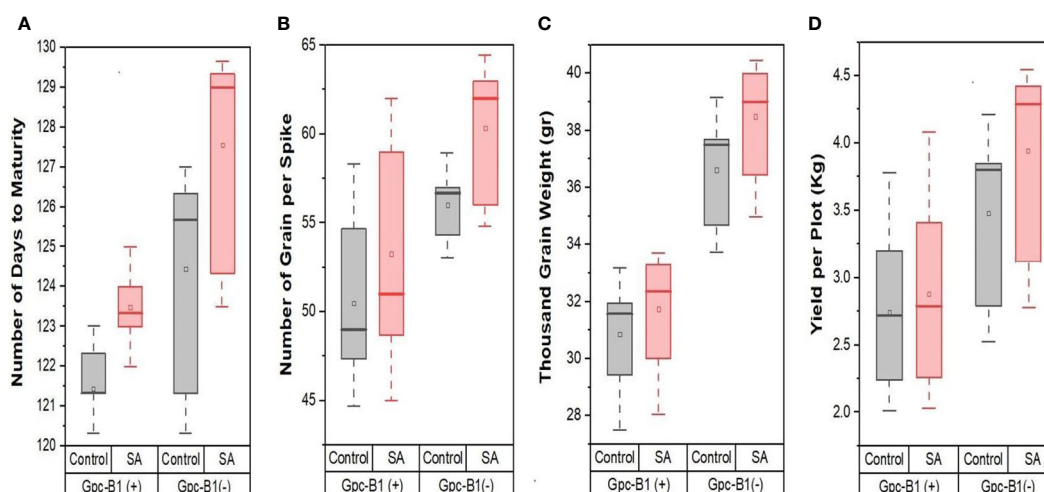 A
B
C
D
Number of Days to Maturity
130
129
128
127
126
125
124
123
122
121
120
Control SA Control SA
Gpc-B1 (+) Gpc-B1(-)
Number of Grain per Spike
65
60
55
50
45
Control SA Control SA
Gpc-B1 (+) Gpc-B1(-)
Thousand Grain Weight (gr)
40
38
36
34
32
30
28
Control SA Control SA
Gpc-B1 (+) Gpc-B1(-)
Yield per Plot (Kg)
4.5
4.0
3.5
3.0
2.5
2.0
Control SA Control SA
Gpc-B1 (+) Gpc-B1(-)